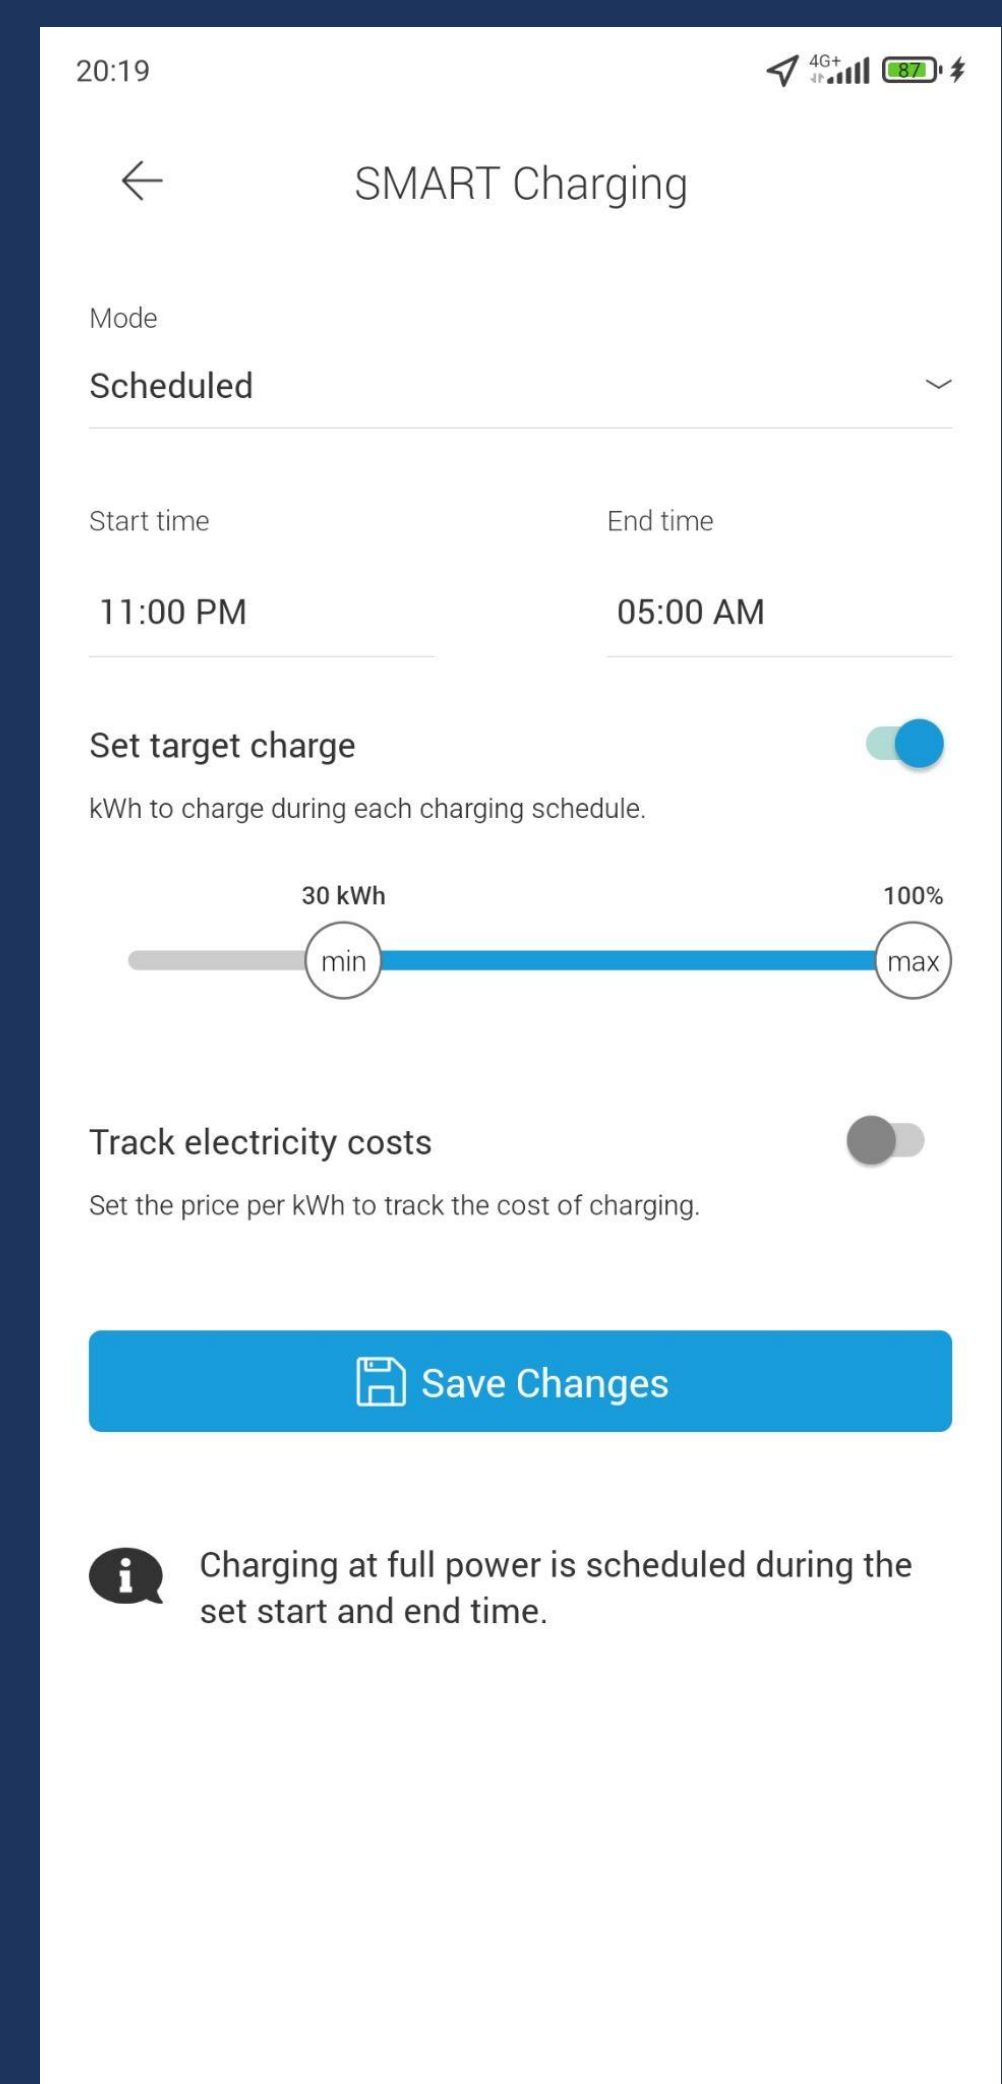 20:19
4G+
87
SMART Charging
Mode
Scheduled
Start time
End time
11:00 PM
05:00 AM
Set target charge
kWh to charge during each charging schedule.
30 kWh
100%
min
max
Track electricity costs
Set the price per kWh to track the cost of charging.
Save Changes
Charging at full power is scheduled during the
set start and end time.